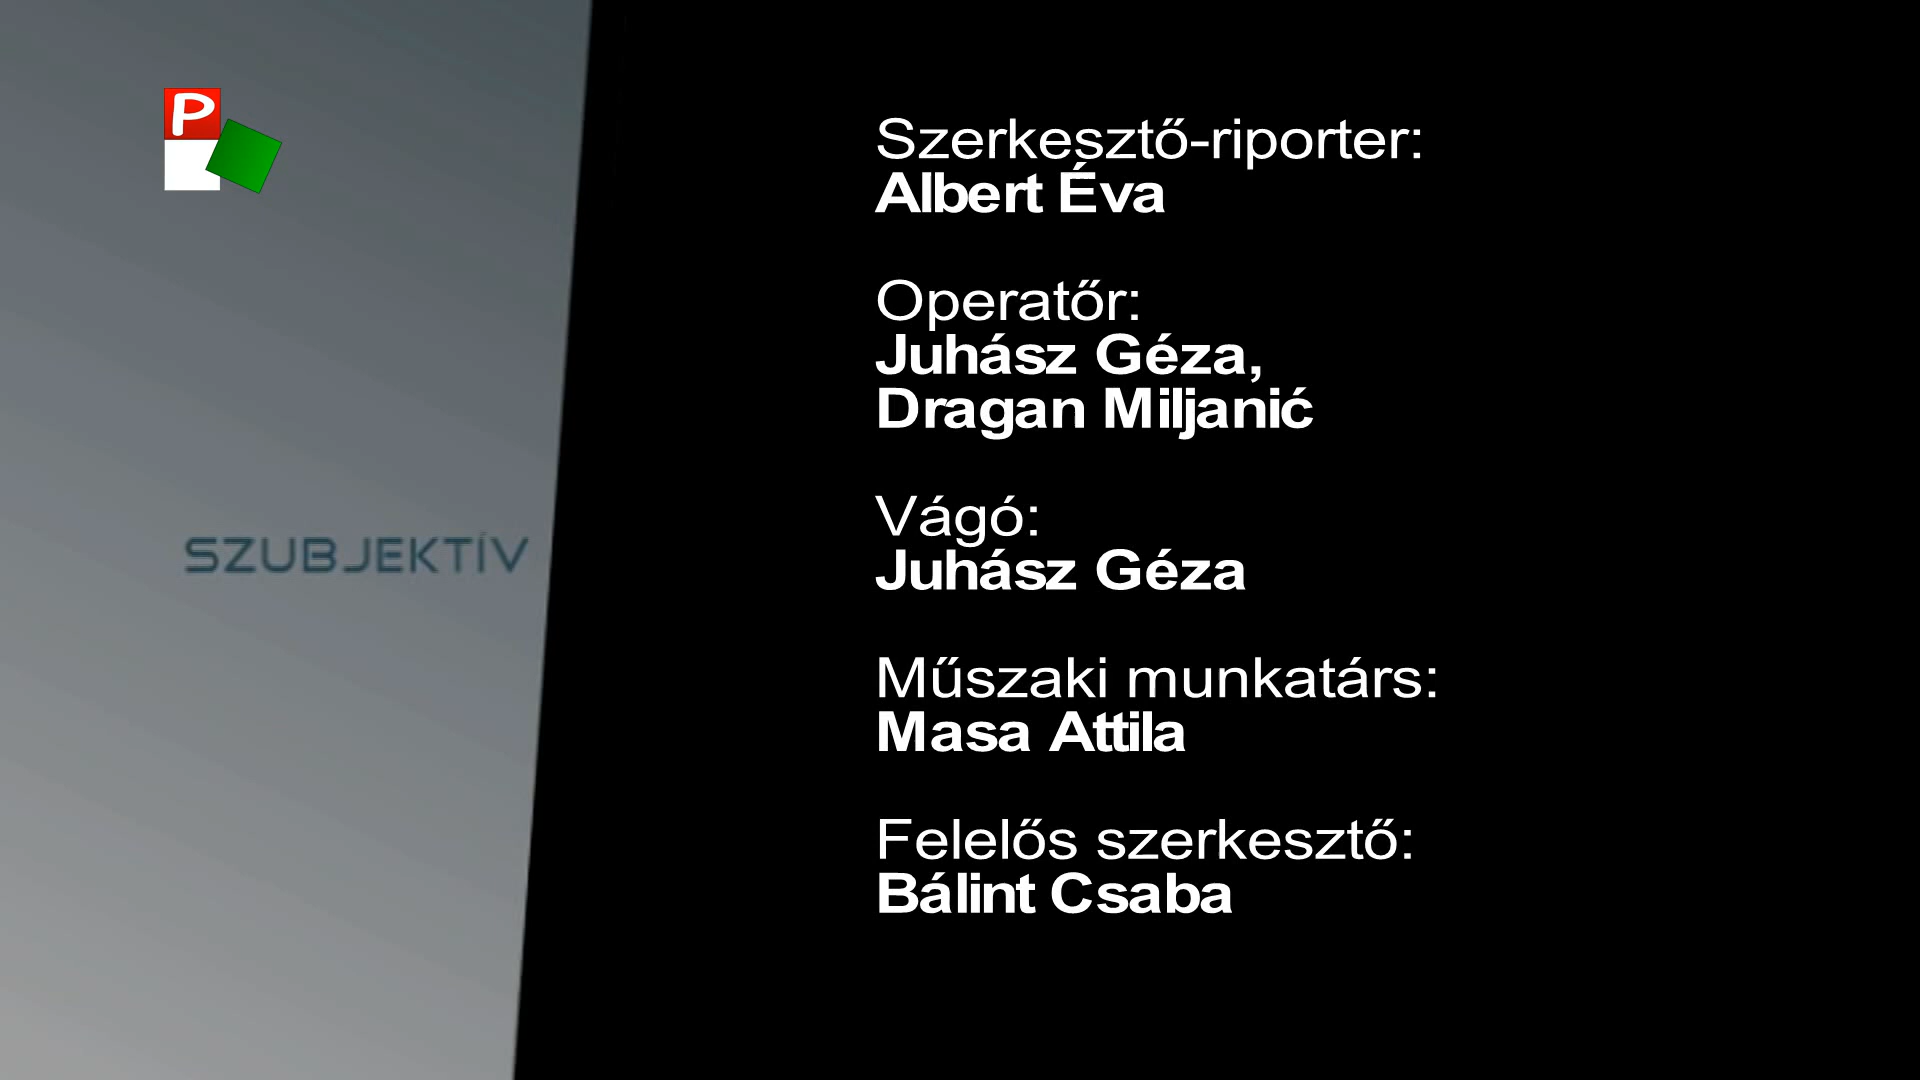 P
SZUBJEKTÍV
Szerkesztő-riporter:
Albert Éva
Operatőr:
Juhász Géza,
Dragan Miljanić
Vágó:
Juhász Géza
Műszaki munkatárs:
Masa Attila
Felelős szerkesztő:
Bálint Csaba